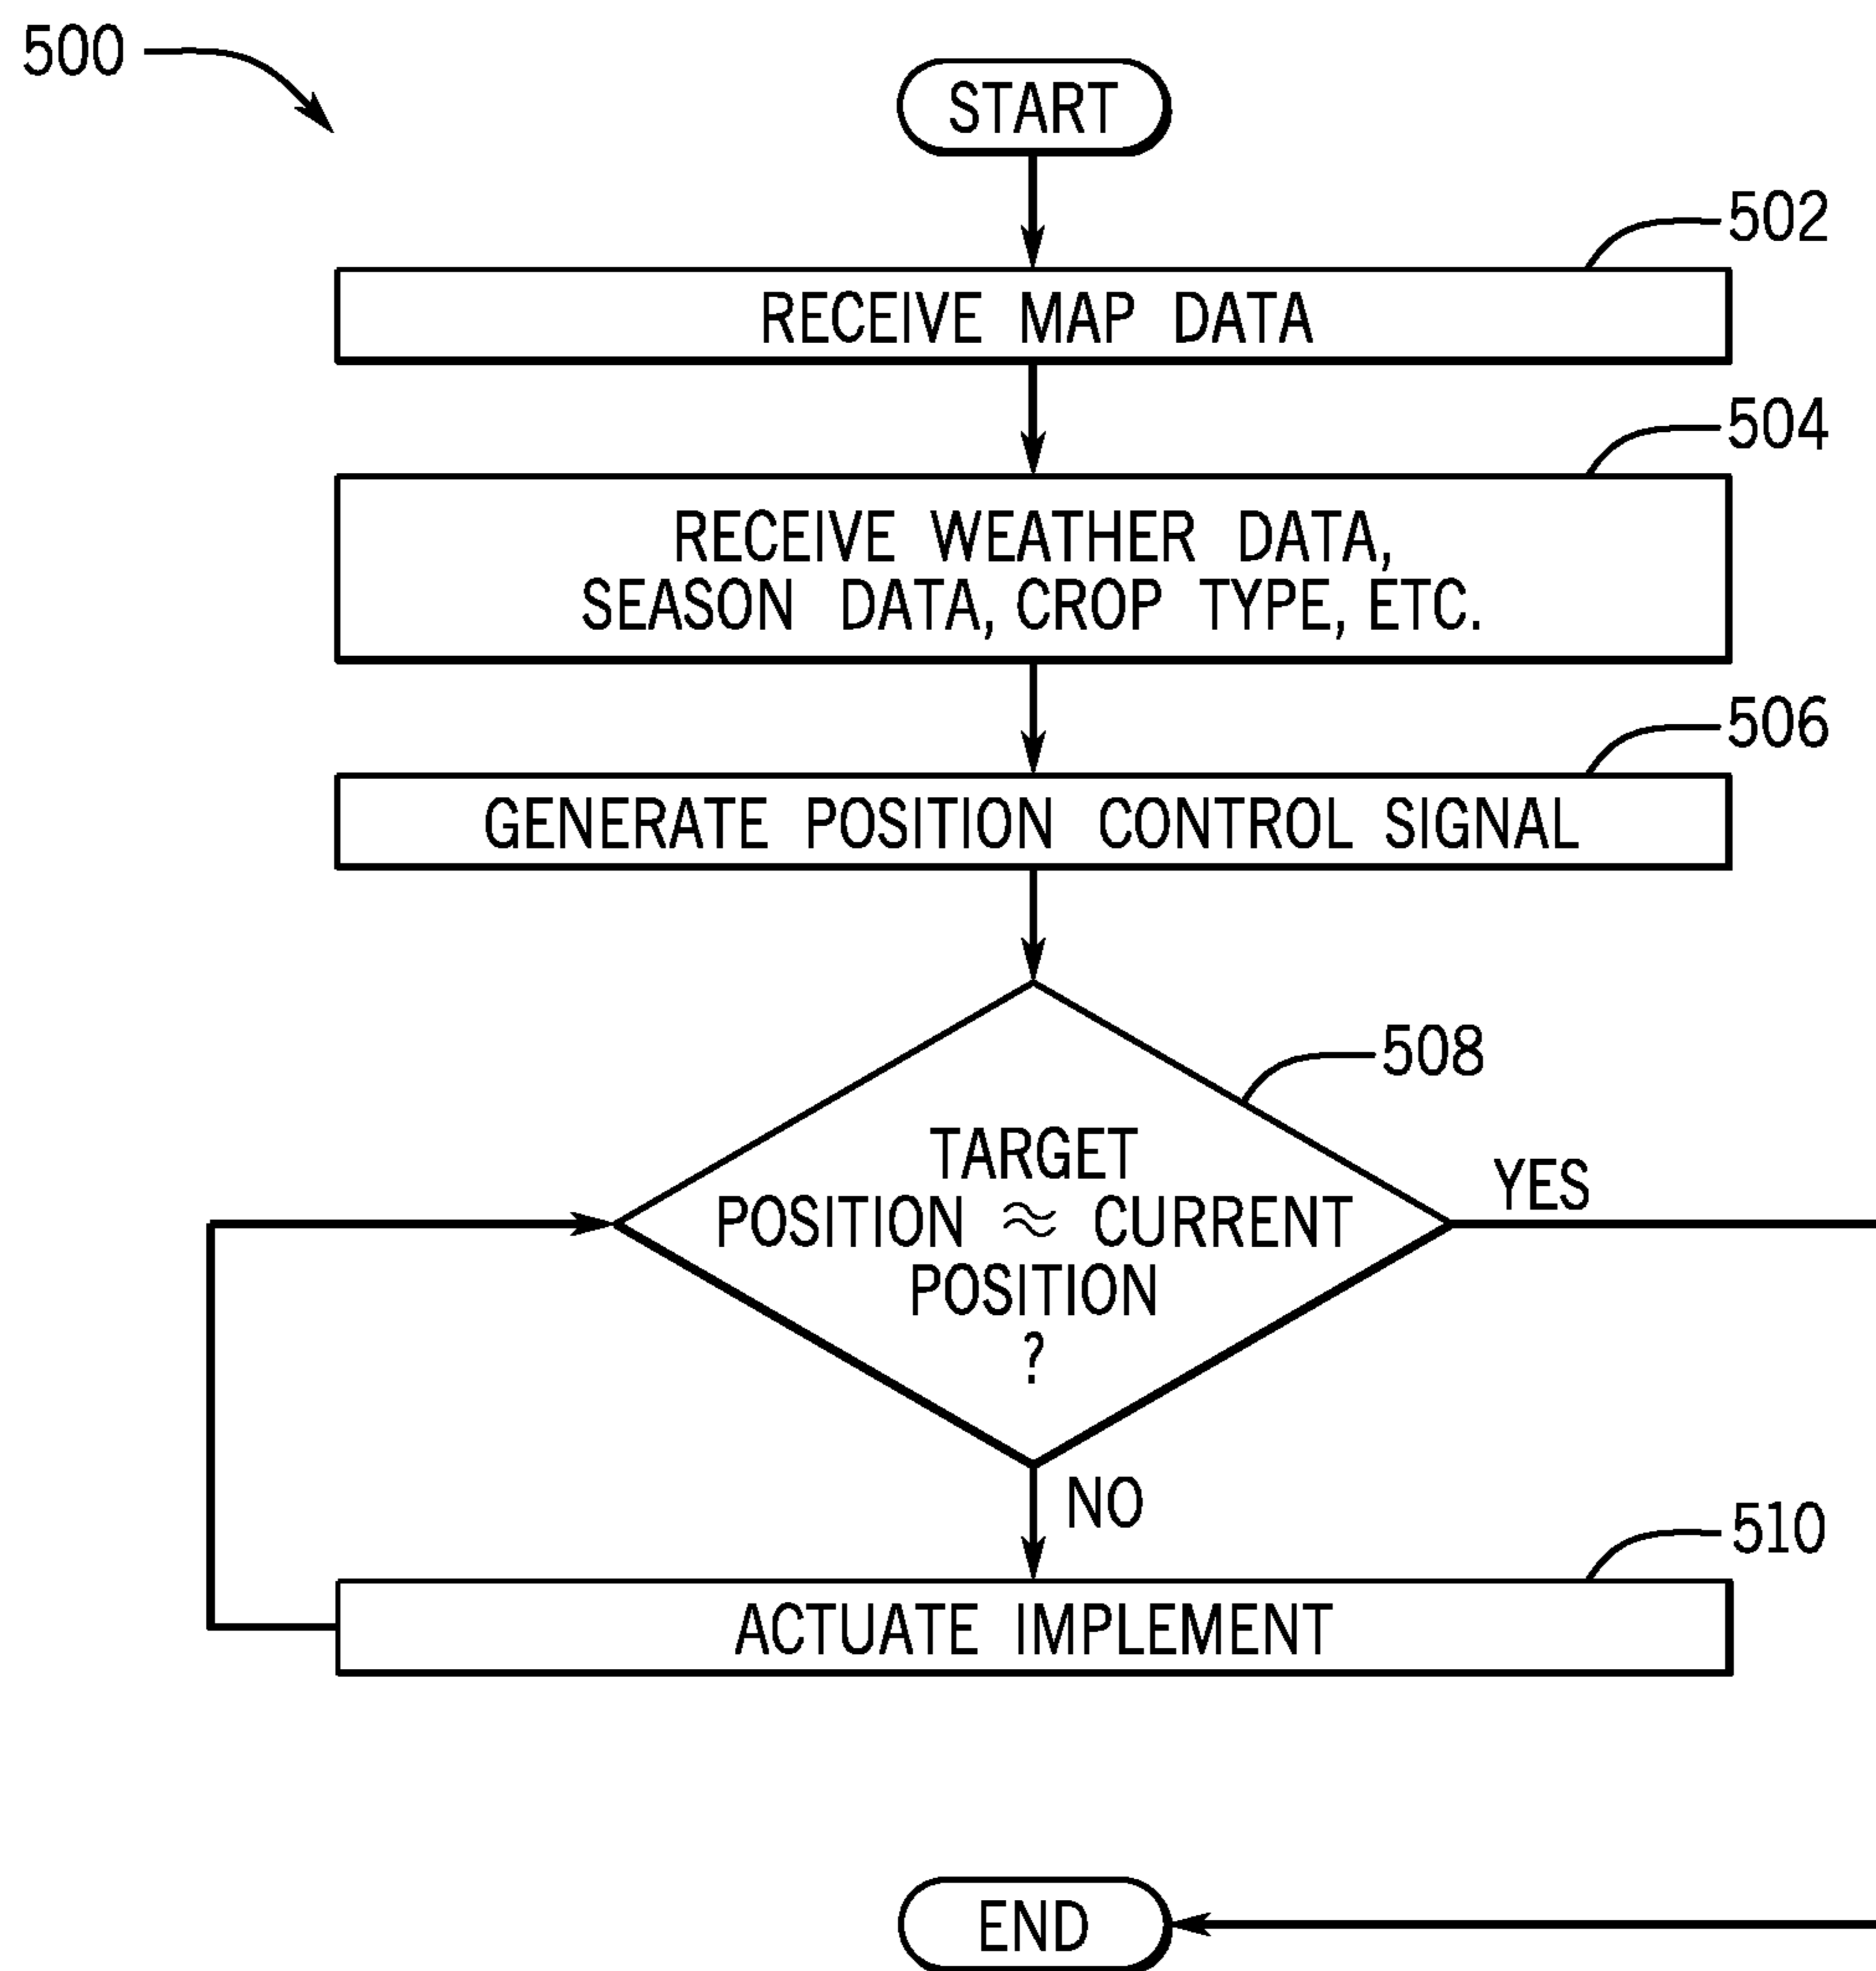 500
START
502
RECEIVE MAP DATA
504
RECEIVE WEATHER DATA,
SEASON DATA, CROP TYPE, ETC.
506
GENERATE POSITION CONTROL SIGNAL
508
TARGET
POSITION ≈ CURRENT
POSITION
?
YES
NO
510
ACTUATE IMPLEMENT
END